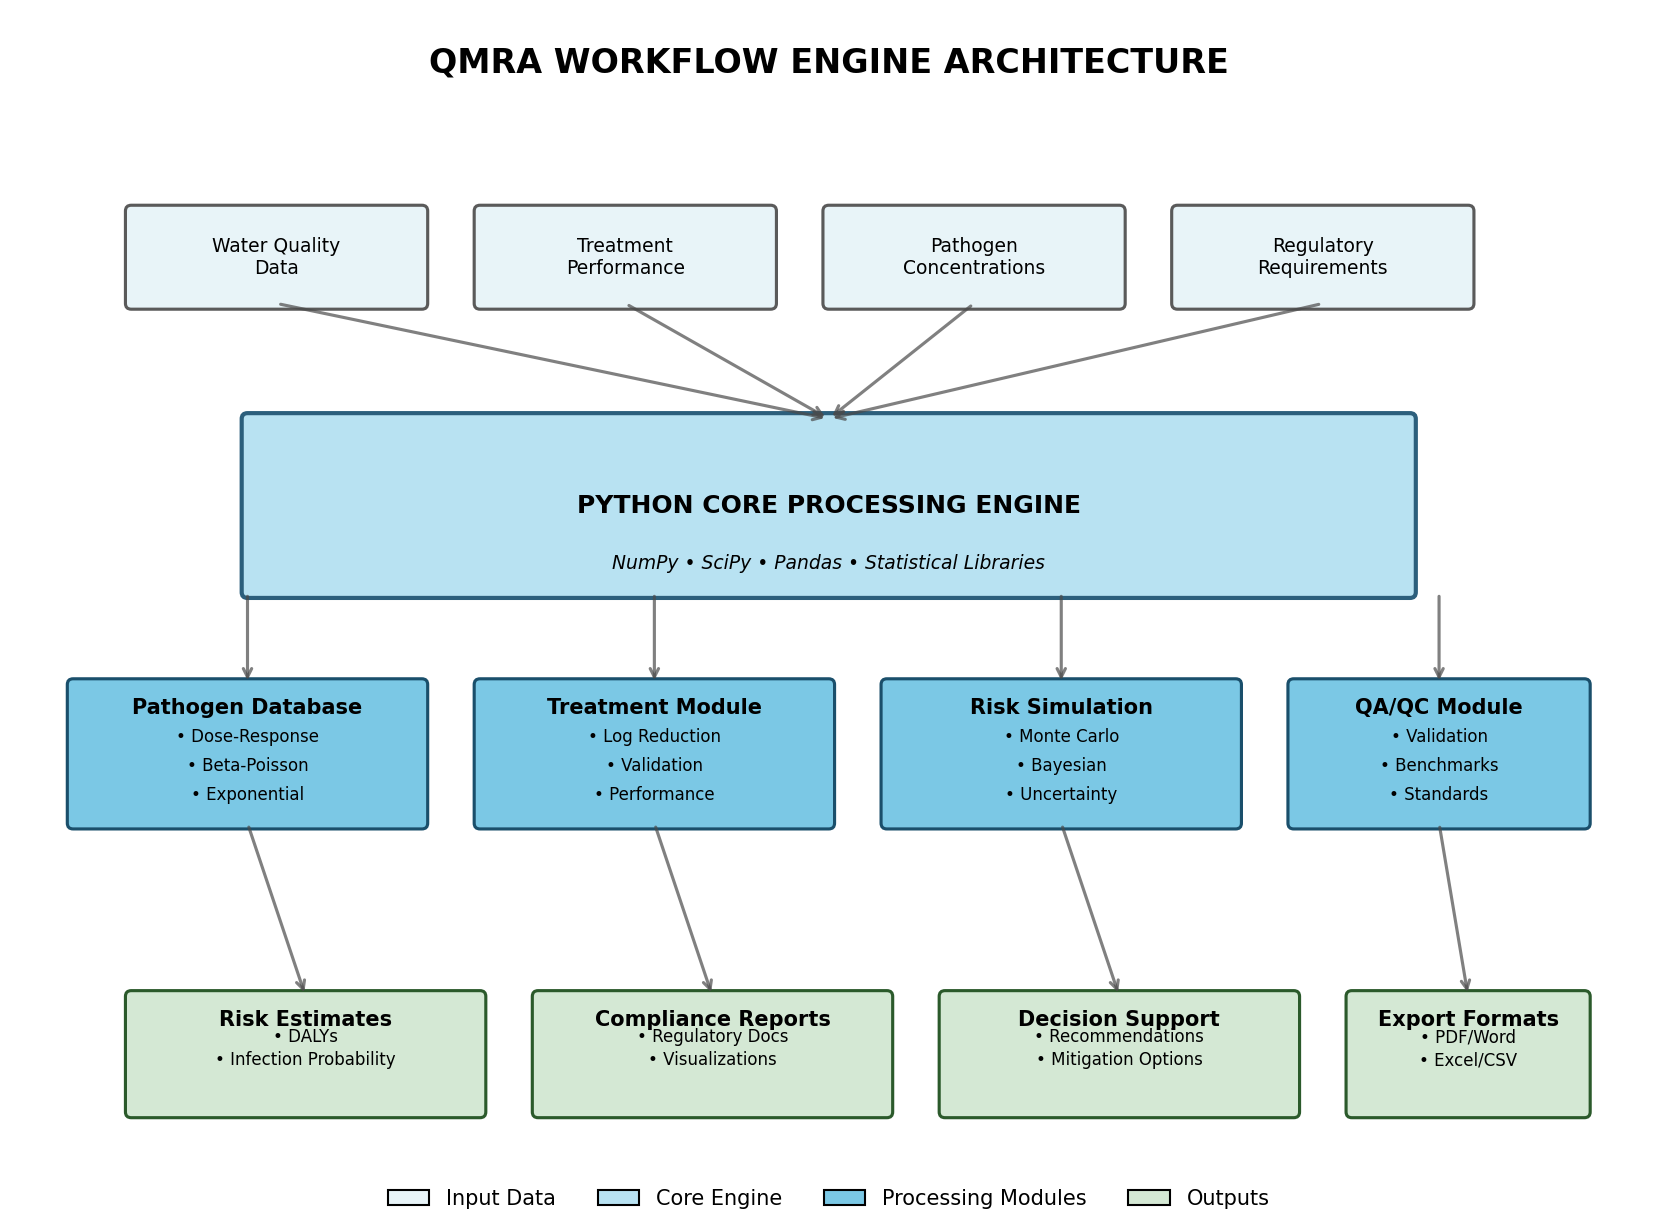 QMRA WORKFLOW ENGINE ARCHITECTURE
Water Quality
Data
Treatment
Performance
Pathogen
Concentrations
Regulatory
Requirements
PYTHON CORE PROCESSING ENGINE
NumPy • SciPy • Pandas • Statistical Libraries
Pathogen Database
• Dose-Response
• Beta-Poisson
• Exponential
Treatment Module
• Log Reduction
• Validation
• Performance
Risk Simulation
• Monte Carlo
• Bayesian
• Uncertainty
QA/QC Module
• Validation
• Benchmarks
• Standards
Risk Estimates
• DALYs
• Infection Probability
Compliance Reports
• Regulatory Docs
• Visualizations
Decision Support
• Recommendations
• Mitigation Options
Export Formats
• PDF/Word
• Excel/CSV
Input Data
Core Engine
Processing Modules
Outputs